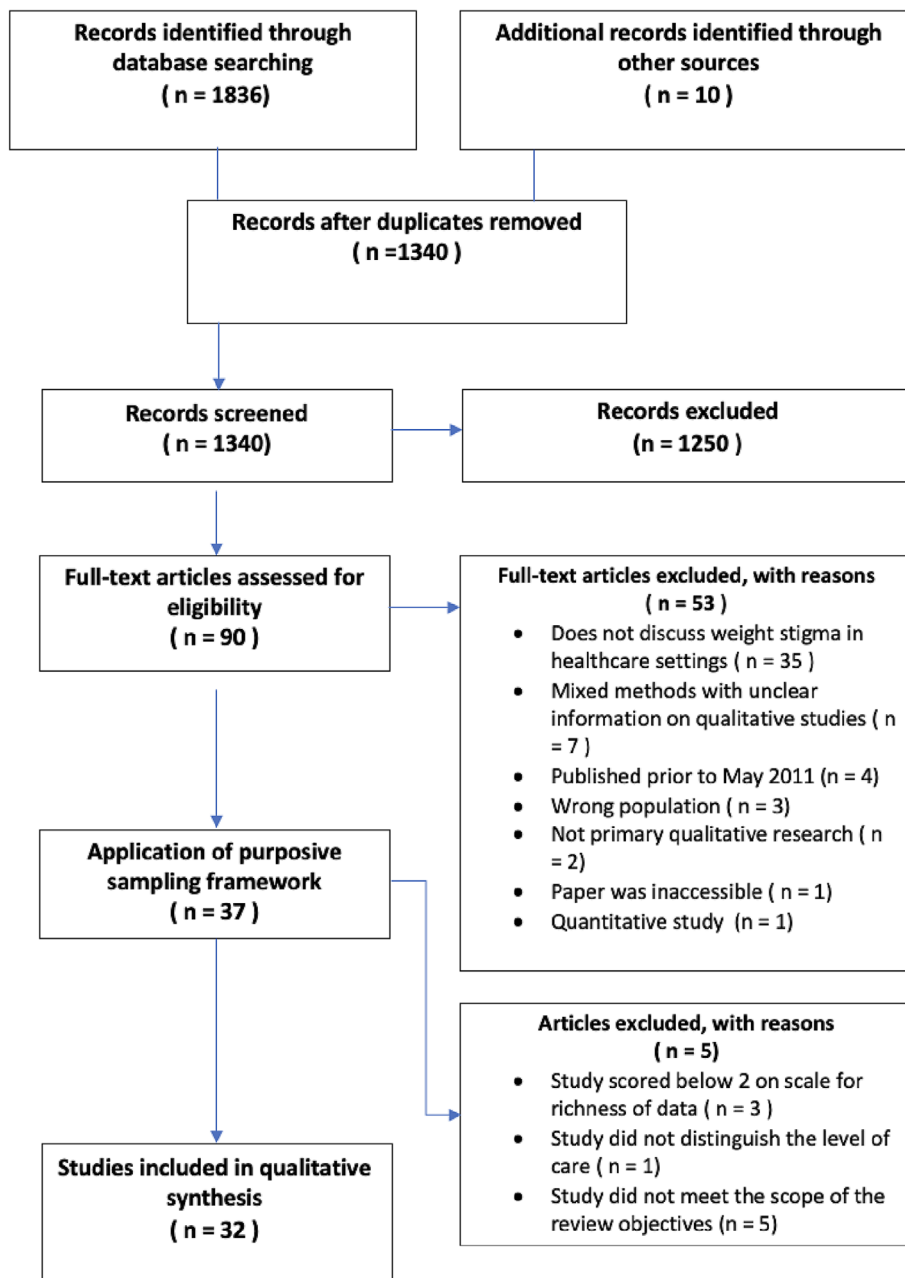 Records identified through
database searching
( n = 1836)
Additional records identified through
other sources
( n = 10 )
Records after duplicates removed
( n =1340 )
Records screened
( n = 1340)
Records excluded
(n = 1250 )
Full-text articles assessed for
eligibility
( n = 90 )
Full-text articles excluded, with reasons
( n = 53 )
• Does not discuss weight stigma in
healthcare settings ( n = 35 )
• Mixed methods with unclear
information on qualitative studies ( n
= 7 )
• Published prior to May 2011 (n = 4)
• Wrong population ( n = 3)
• Not primary qualitative research ( n
= 2)
• Paper was inaccessible ( n = 1)
• Quantitative study (n = 1)
Application of purposive
sampling framework
( n = 37 )
Articles excluded, with reasons
( n = 5)
• Study scored below 2 on scale for
richness of data ( n = 3 )
• Study did not distinguish the level of
care ( n = 1)
• Study did not meet the scope of the
review objectives (n = 5)
Studies included in qualitative
synthesis
( n = 32 )